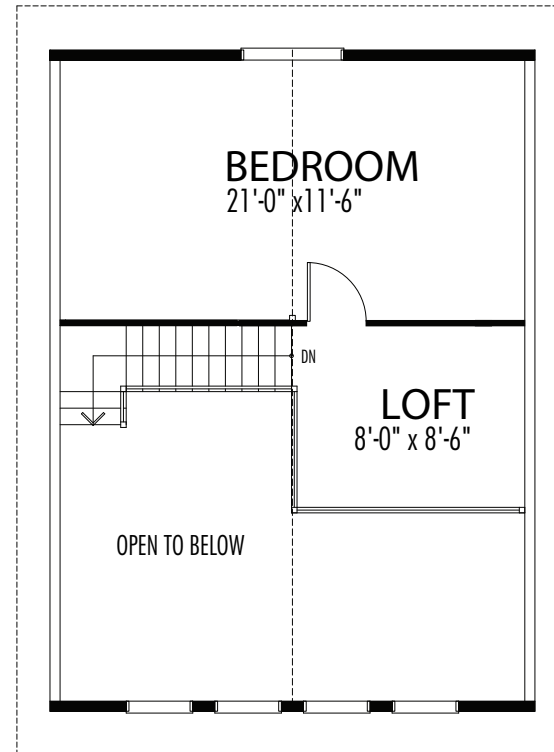 BEDROOM
21'-0" x11'-6"
DN
LOFT
8'-0" x 8'-6"
OPEN TO BELOW